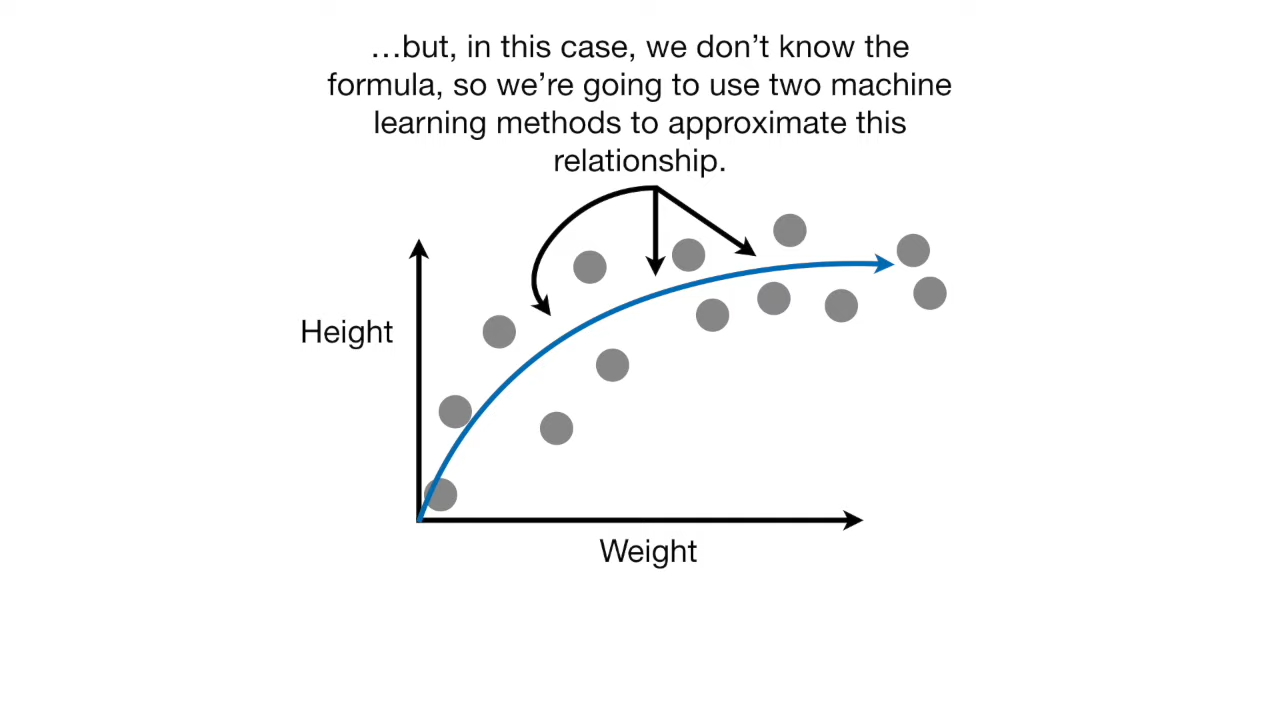 …but, in this case, we don’t know the
formula, so we’re going to use two machine
learning methods to approximate this
relationship.
Height
Weight